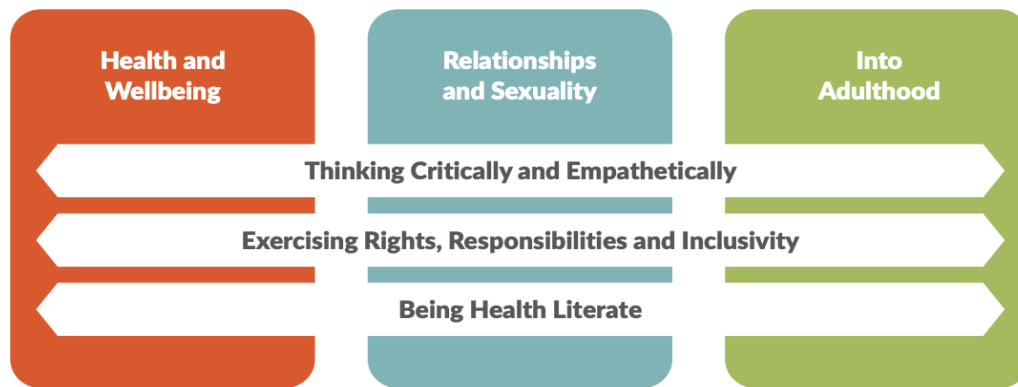 Health and
Wellbeing
Relationships
and Sexuality
Into
Adulthood
Thinking Critically and Empathetically
Exercising Rights, Responsibilities and Inclusivity
Being Health Literate